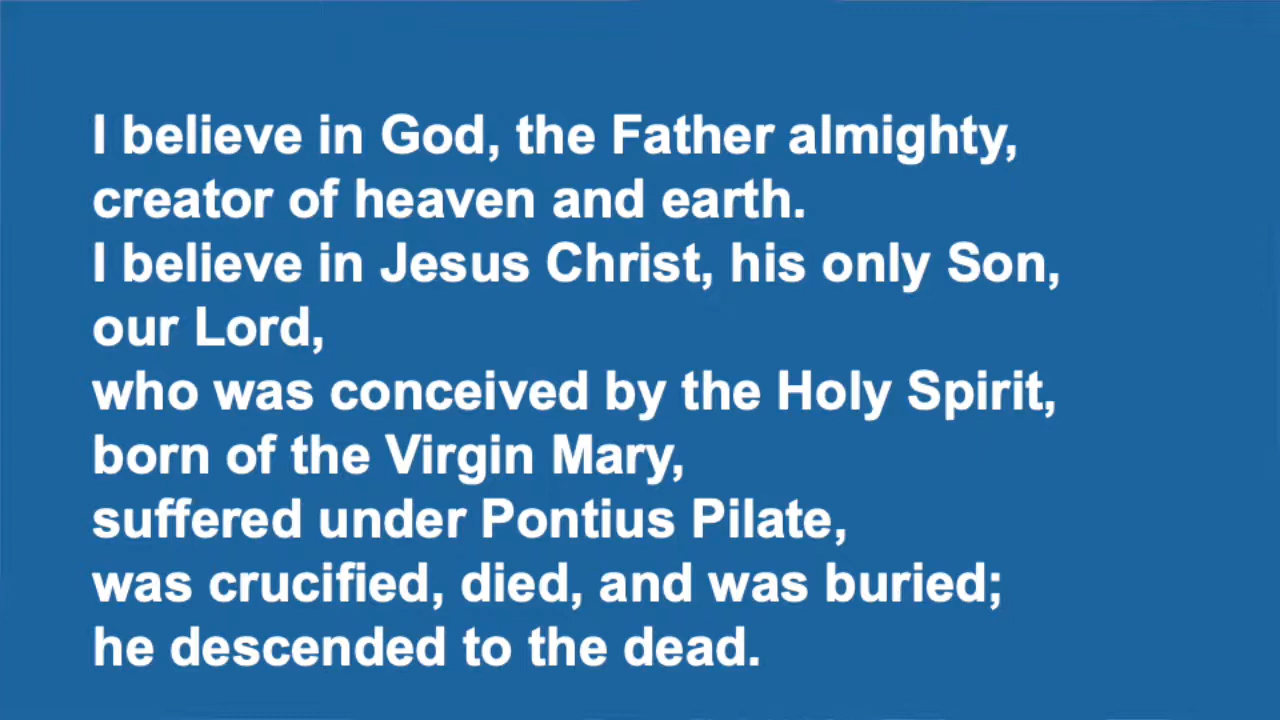 I believe in God, the Father almighty,
creator of heaven and earth.
I believe in Jesus Christ, his only Son,
our Lord,
who was conceived by the Holy Spirit,
born of the Virgin Mary,
suffered under Pontius Pilate,
was crucified, died, and was buried;
he descended to the dead.